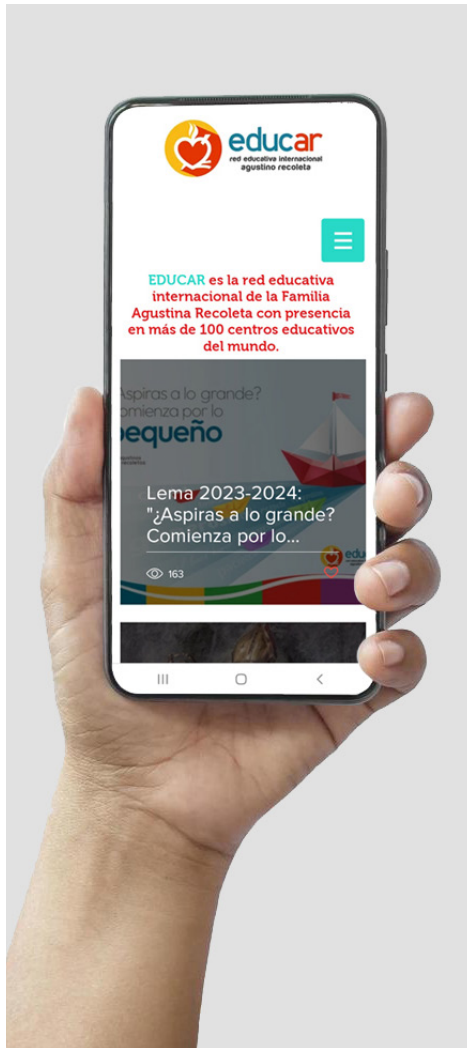 educar
red educativa internacional
agustino recoleta
EDUCAR es la red educativa
internacional de la Familia
Agustina Recoleta con presencia
en más de 100 centros educativos
del mundo.
Aspiras a lo grande?
omienza por lo
pequeño
Lema 2023-2024:
"¿Aspiras a lo grande?
Comienza por lo...
163
edu